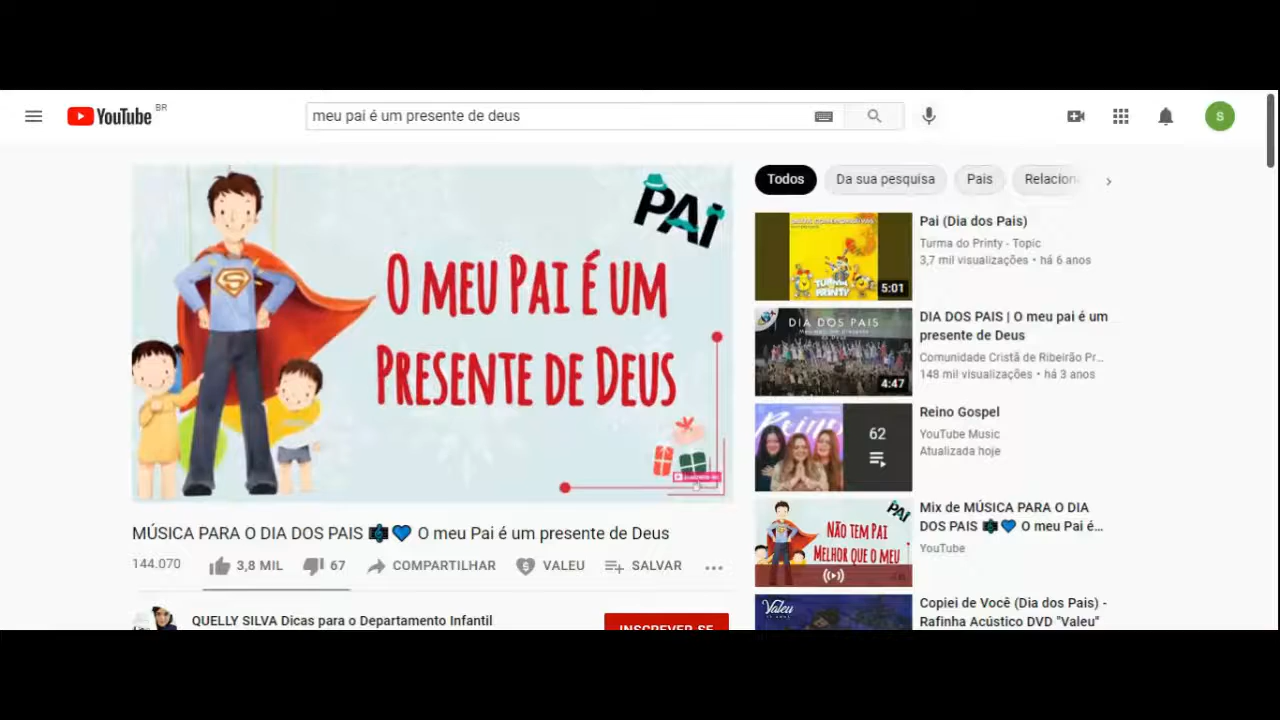 YouTube BR
meu pai é um presente de deus
S
PAI
O MEU PAI É UM
PRESENTE DE DEUS
MÚSICA PARA O DIA DOS PAIS O meu Pai é um presente de Deus
144.070
3,8 MIL
67
COMPARTILHAR
VALEU
SALVAR
QUELLY SILVA Dicas para o Departamento Infantil
INSCREVER-SE
Todos
Da sua pesquisa
Pais
Relacion
TURMA DO PRINTY
5:01
Pai (Dia dos Pais)
Turma do Printy - Topic
3,7 mil visualizações • há 6 anos
DIA DOS PAIS
4:47
DIA DOS PAIS | O meu pai é um
presente de Deus
Comunidade Cristã de Ribeirão Pr...
148 mil visualizações • há 3 anos
Reino
62
Reino Gospel
YouTube Music
Atualizada hoje
PAI
NÃO TEM PAI
MELHOR QUE O MEU
Mix de MÚSICA PARA O DIA
DOS PAIS O meu Pai é...
YouTube
Valeu
Copiei de Você (Dia dos Pais) -
Rafinha Acústico DVD "Valeu"